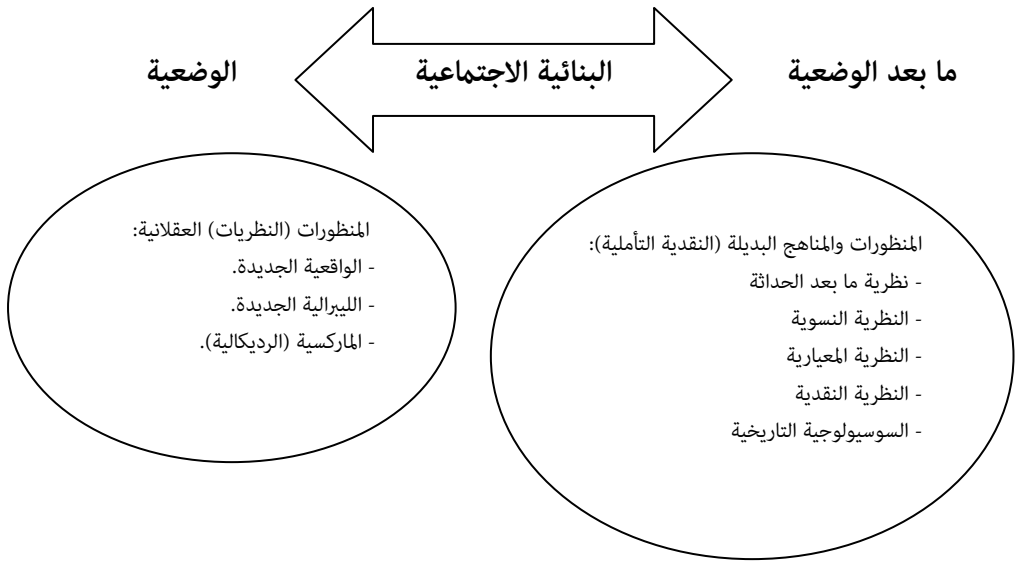 ما بعد الوضعية
البنائية الاجتماعية
الوضعية
المنظورات والمناهج البديلة (النقدية التأملية):
- نظرية ما بعد الحداثة
- النظرية النسوية
- النظرية المعيارية
- النظرية النقدية
- السوسيولوجية التاريخية
المنظورات (النظريات) العقلانية:
- الواقعية الجديدة.
- الليبرالية الجديدة.
- الماركسية (الرديكالية).